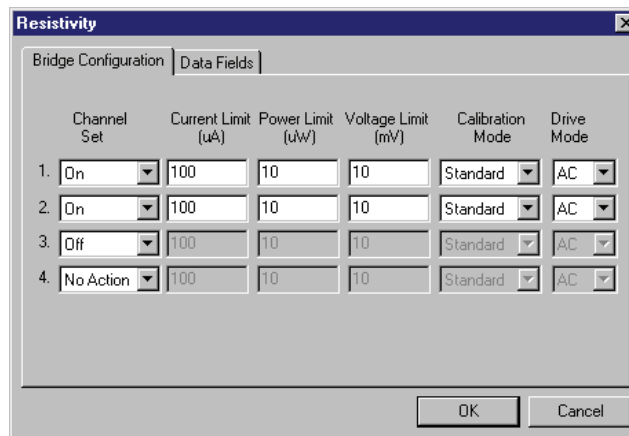 Resistivity
Bridge Configuration Data Fields
Channel Set Current Limit (uA) Power Limit (uW) Voltage Limit (mV) Calibration Mode Drive Mode
1. On 100 10 10 Standard AC
2. On 100 10 10 Standard AC
3. Off 100 10 10 Standard AC
4. No Action 100 10 10 Standard AC
OK Cancel